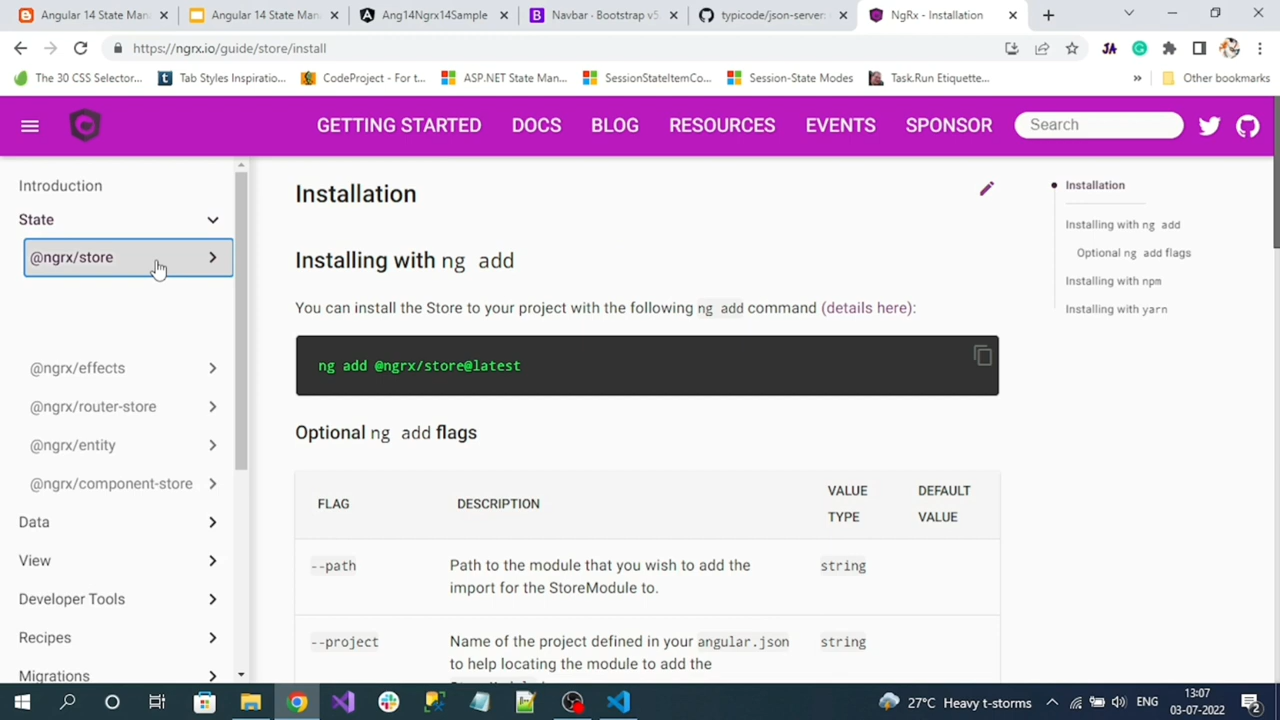 Angular 14 State Man
Angular 14 State Man
Ang14Ngrx14Sample
Navbar · Bootstrap v5
typicode/json-server:
NgRx - Installation
https://ngrx.io/guide/store/install
The 30 CSS Selector...
Tab Styles Inspiratio...
CodeProject - For t...
ASP.NET State Man...
SessionStateItemCo...
Session-State Modes
Task.Run Etiquette...
»
Other bookmarks
GETTING STARTED
DOCS
BLOG
RESOURCES
EVENTS
SPONSOR
Search
Introduction
State
@ngrx/store
@ngrx/effects
@ngrx/router-store
@ngrx/entity
@ngrx/component-store
Data
View
Developer Tools
Recipes
Migrations
Installation
Installing with ng add
You can install the Store to your project with the following ng add command (details here):
ng add @ngrx/store@latest
Optional ng add flags
FLAG
DESCRIPTION
VALUE
TYPE
DEFAULT
VALUE
--path
Path to the module that you wish to add the
import for the StoreModule to.
string
--project
Name of the project defined in your angular.json
to help locating the module to add the
string
Installation
Installing with ng add
Optional ng add flags
Installing with npm
Installing with yarn
27°C Heavy t-storms
ENG
13:07
03-07-2022
2